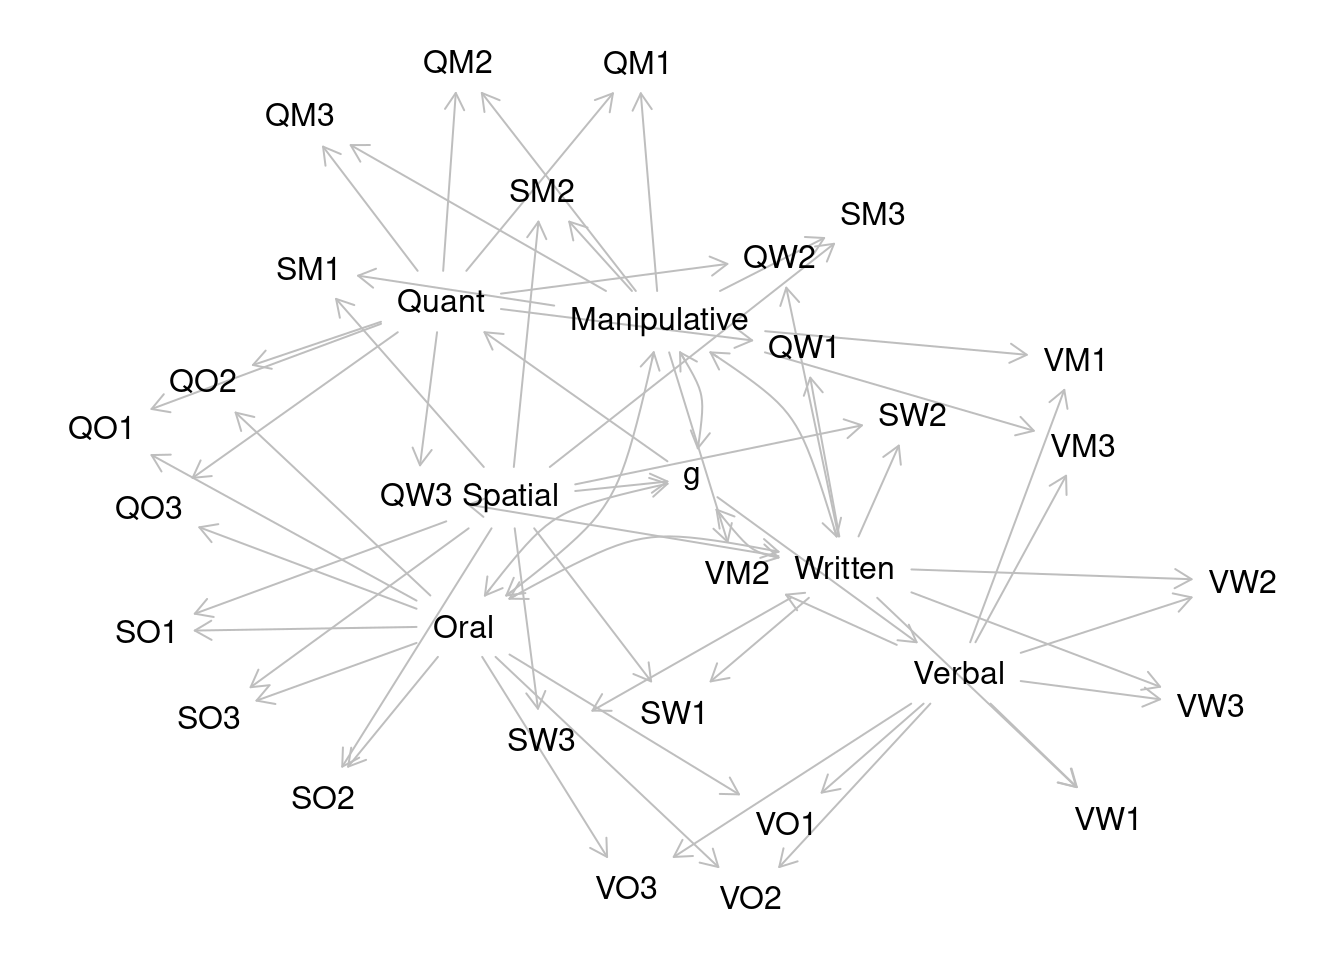 QM2
QM1
QM3
SM2
SM3
QW2
SM1
Quant
Manipulative
QW1
VM1
QO2
SW2
QO1
VM3
g
QW3 Spatial
QO3
VM2
Written
VW2
SO1
Oral
Verbal
VW3
SW1
SO3
SW3
SO2
VW1
VO1
VO3
VO2